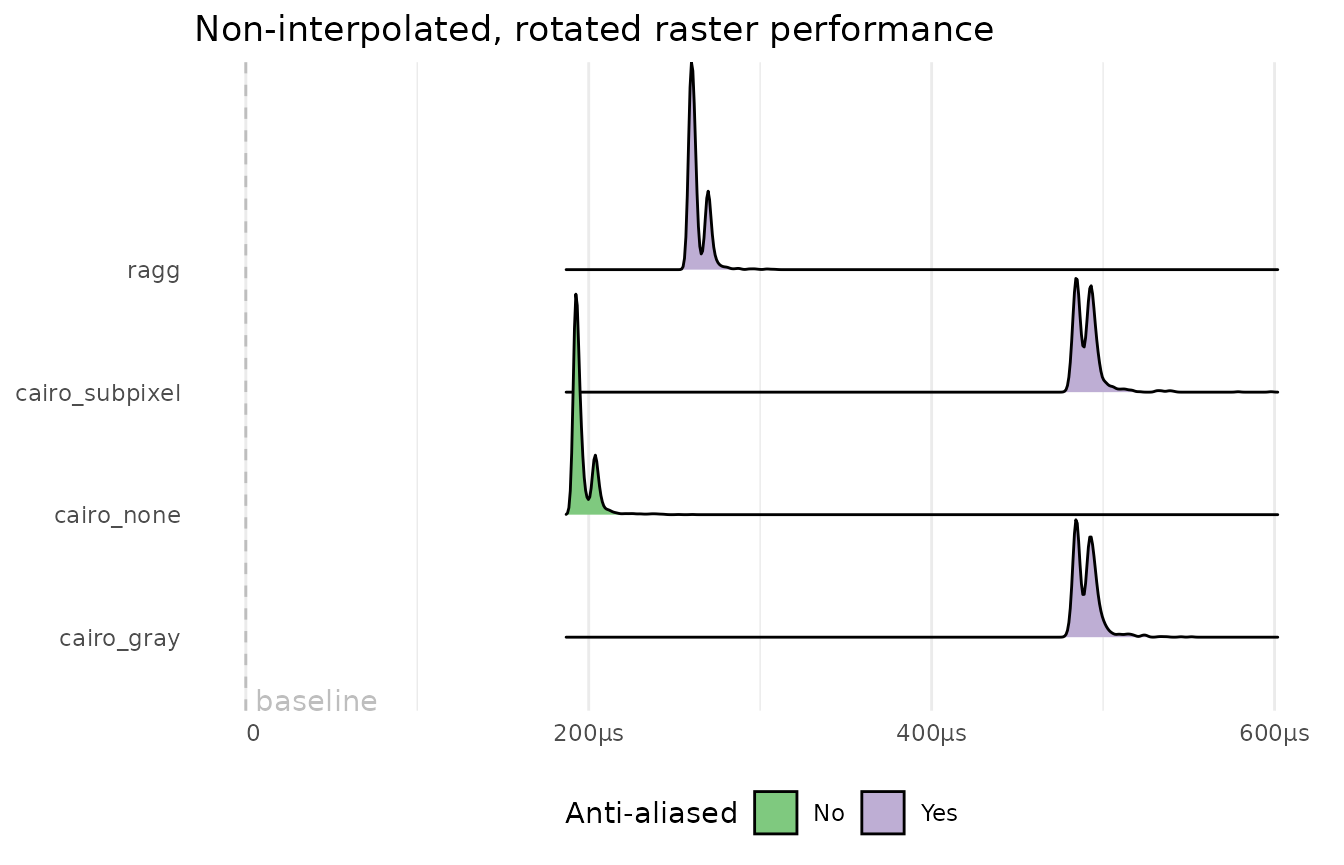 Non-interpolated, rotated raster performance
ragg
cairo_subpixel
cairo_none
cairo_gray
baseline
0 200µs 400µs 600µs
Anti-aliased No Yes